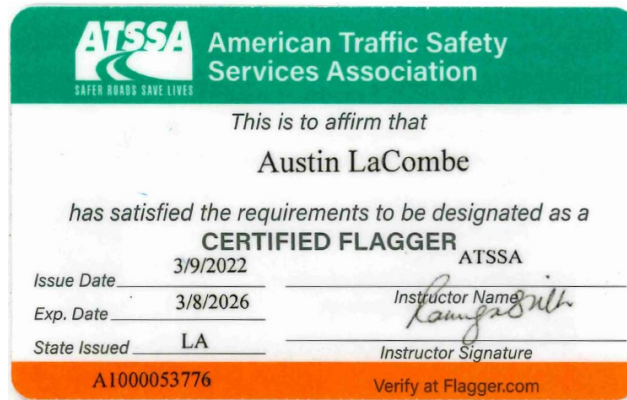 ATSSA
SAFER ROADS SAVE LIVES
American Traffic Safety
Services Association
This is to affirm that
Austin LaCombe
has satisfied the requirements to be designated as a
CERTIFIED FLAGGER
Issue Date 3/9/2022
ATSSA
Instructor Name
Exp. Date 3/8/2026
State Issued LA
Instructor Signature
A1000053776
Verify at Flagger.com